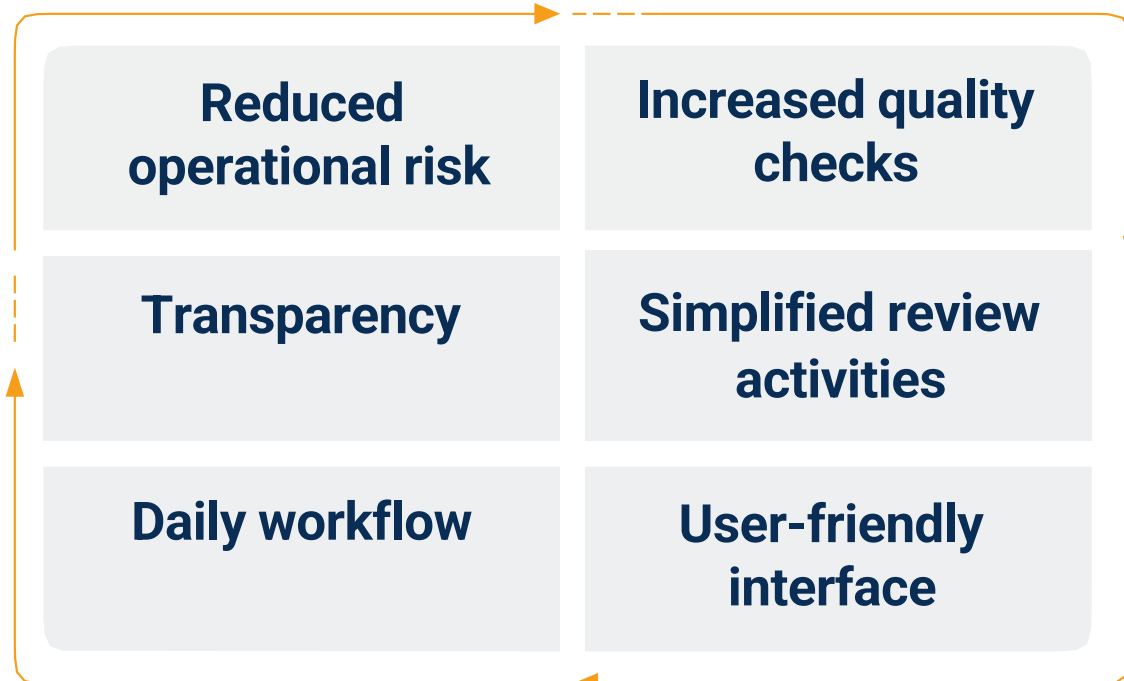 Reduced
operational risk
Increased quality
checks
Transparency
Simplified review
activities
Daily workflow
User-friendly
interface